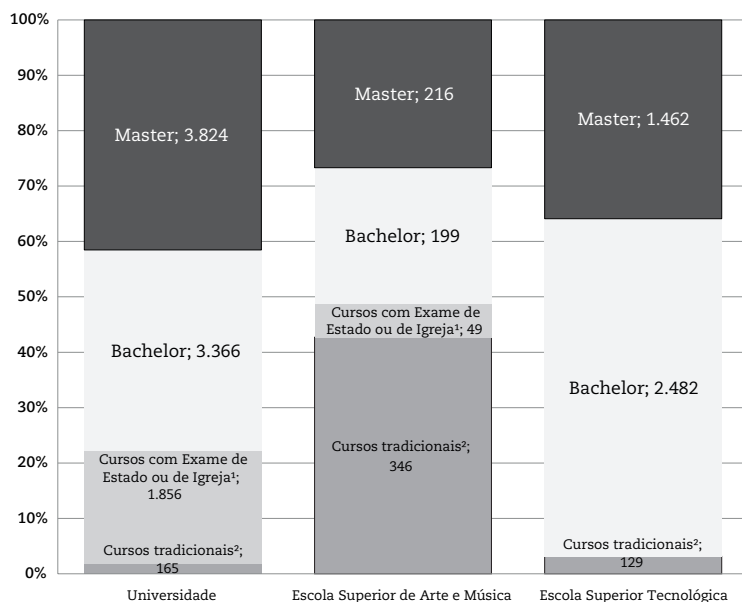 100%
90%
80%
70%
60%
50%
40%
30%
20%
10%
0%
Master; 3.824
Bachelor; 3.366
Cursos com Exame de
Estado ou de Igreja¹;
1.856
Cursos tradicionais²;
165
Universidade
Master; 216
Bachelor; 199
Cursos com Exame de
Estado ou de Igreja¹; 49
Cursos tradicionais²;
346
Escola Superior de Arte e Música
Master; 1.462
Bachelor; 2.482
Cursos tradicionais²;
129
Escola Superior Tecnológica